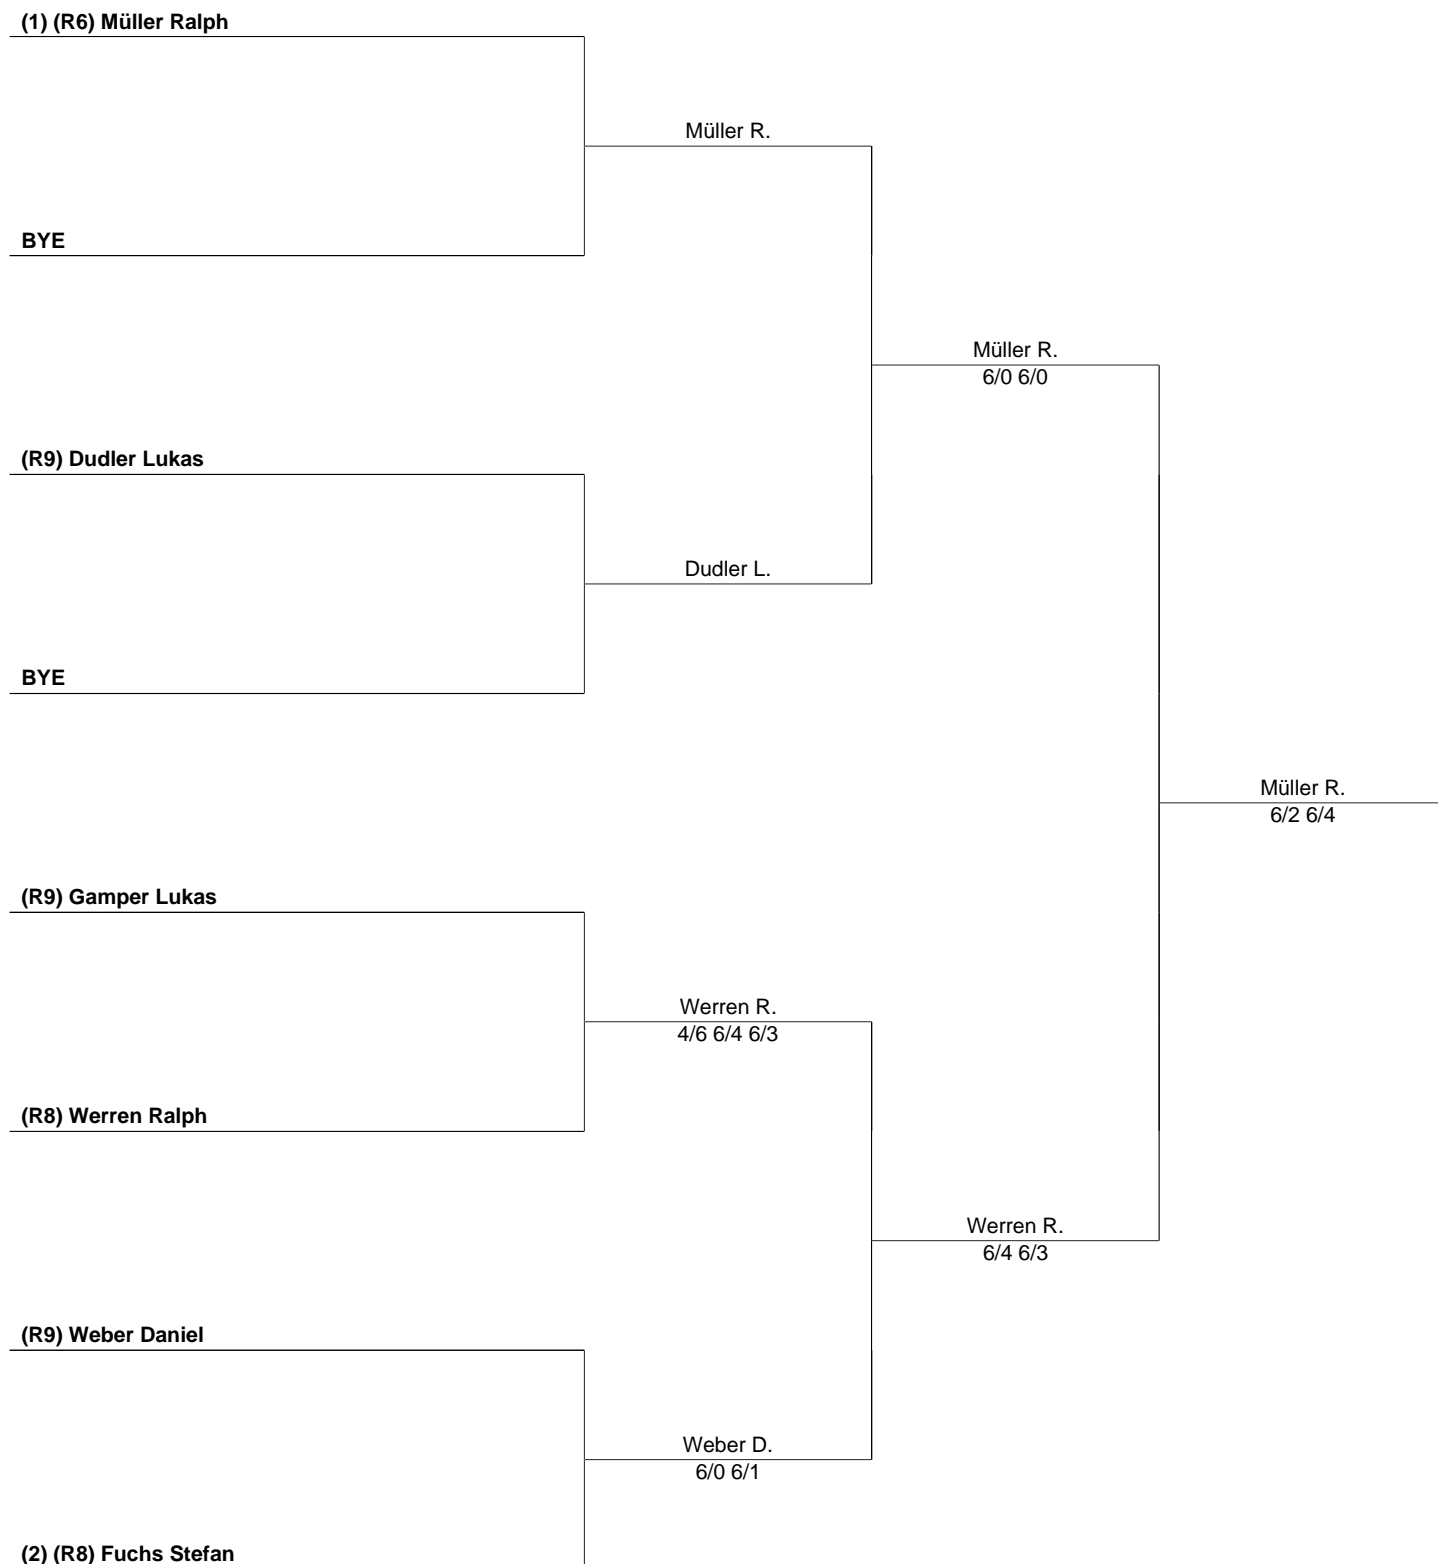 (1) (R6) Müller Ralph
Müller R.
BYE
Müller R.
6/0 6/0
(R9) Dudler Lukas
Dudler L.
BYE
Müller R.
6/2 6/4
(R9) Gamper Lukas
Werren R.
4/6 6/4 6/3
(R8) Werren Ralph
Werren R.
6/4 6/3
(R9) Weber Daniel
Weber D.
6/0 6/1
(2) (R8) Fuchs Stefan